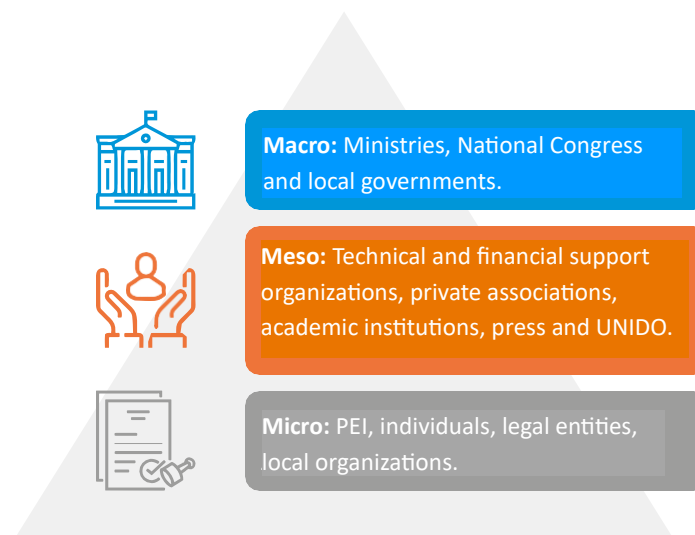 Macro: Ministries, National Congress
and local governments.
Meso: Technical and financial support
organizations, private associations,
academic institutions, press and UNIDO.
Micro: PEI, individuals, legal entities,
local organizations.